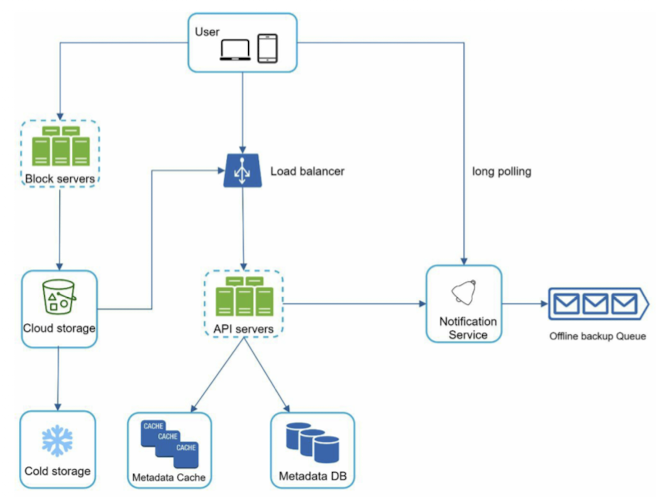 User
Block servers
Load balancer
long polling
Cloud storage
API servers
Notification
Service
Offline backup Queue
Cold storage
CACHE
CACHE
CACHE
Metadata Cache
Metadata DB